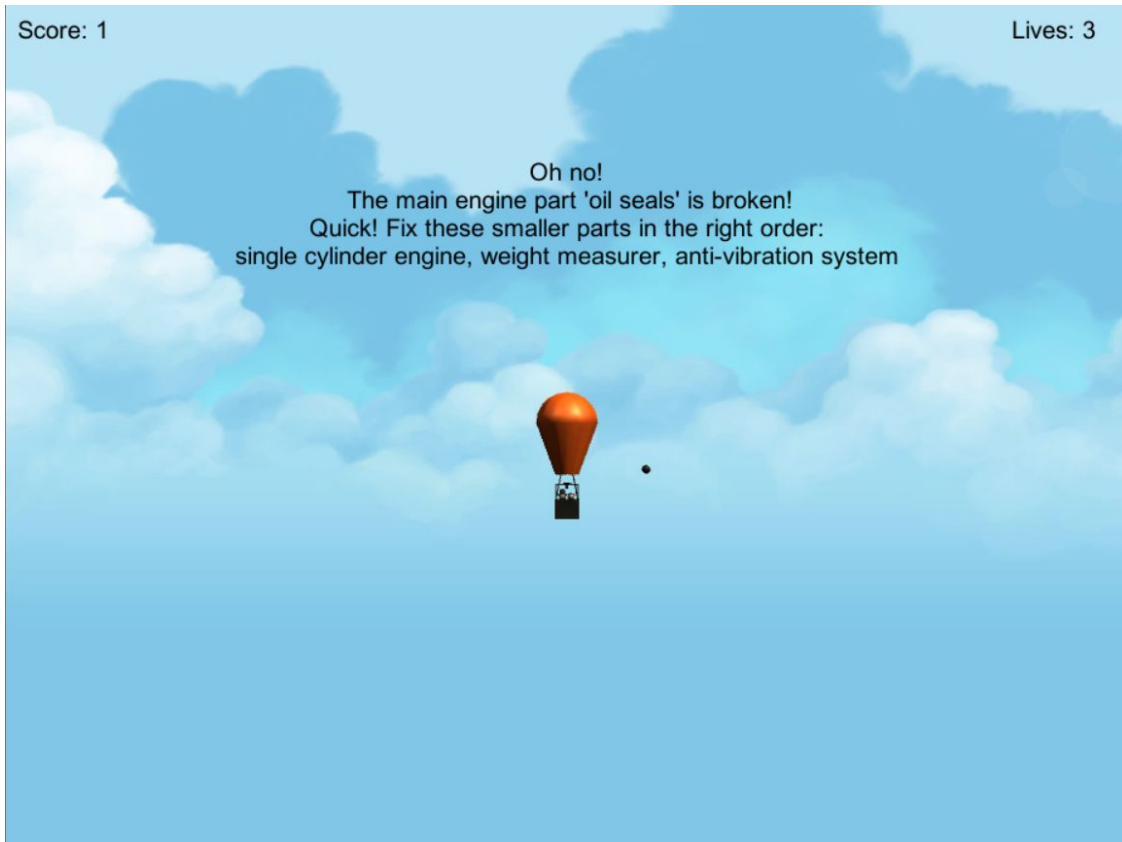 Score: 1
Lives: 3
Oh no!
The main engine part 'oil seals' is broken!
Quick! Fix these smaller parts in the right order:
single cylinder engine, weight measurer, anti-vibration system